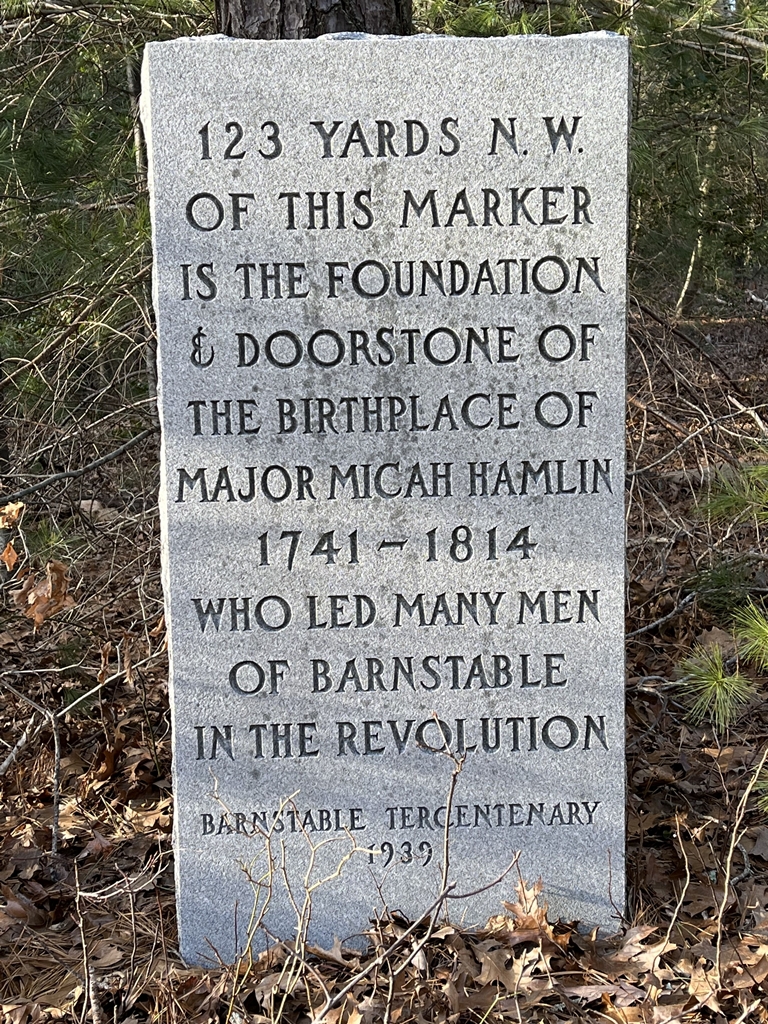 123 YARDS N. W.
OF THIS MARKER
IS THE FOUNDATION
& DOORSTONE OF
THE BIRTHPLACE OF
MAJOR MICAH HAMLIN
1741 – 1814
WHO LED MANY MEN
OF BARNSTABLE
IN THE REVOLUTION
BARNSTABLE TERCENTENARY
1939